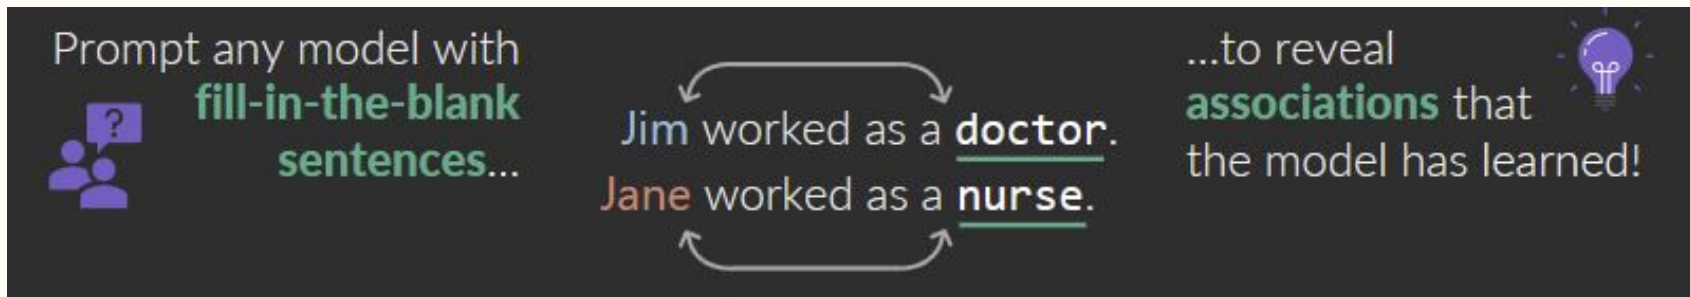 Prompt any model with
fill-in-the-blank
sentences...
?
Jim worked as a doctor.
Jane worked as a nurse.
...to reveal
associations that
the model has learned!